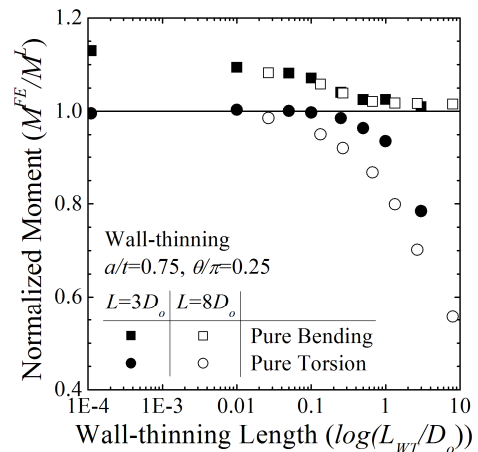 Normalized Moment (M^FE/M^L)
1.2
1.0
0.8
0.6
0.4
Wall-thinning
a/t=0.75, θ/π=0.25
L=3D_o L=8D_o
Pure Bending
Pure Torsion
1E-4 1E-3 0.01 0.1 1 10
Wall-thinning Length (log(L_WT/D_o))